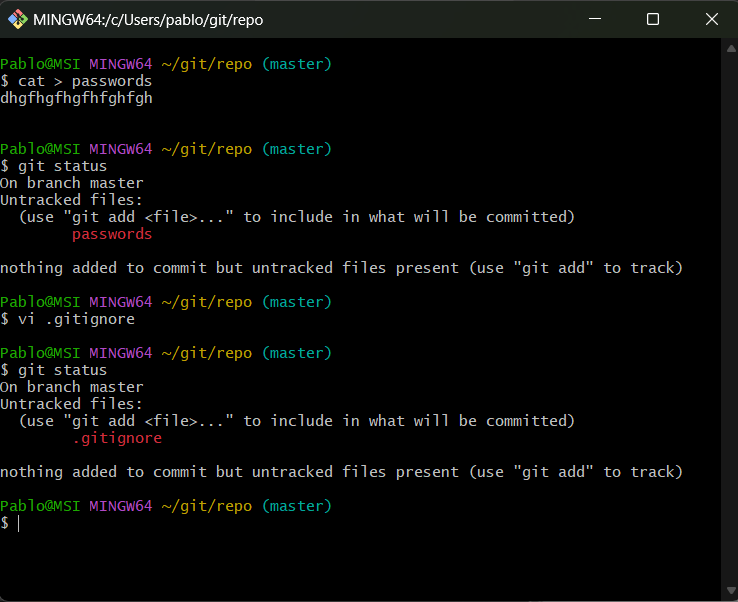 MINGW64:/c/Users/pablo/git/repo
Pablo@MSI MINGW64 ~/git/repo (master)
$ cat > passwords
dhgfhgfhgfhfghfgh
Pablo@MSI MINGW64 ~/git/repo (master)
$ git status
On branch master
Untracked files:
  (use "git add <file>..." to include in what will be committed)
        passwords
nothing added to commit but untracked files present (use "git add" to track)
Pablo@MSI MINGW64 ~/git/repo (master)
$ vi .gitignore
Pablo@MSI MINGW64 ~/git/repo (master)
$ git status
On branch master
Untracked files:
  (use "git add <file>..." to include in what will be committed)
        .gitignore
nothing added to commit but untracked files present (use "git add" to track)
Pablo@MSI MINGW64 ~/git/repo (master)
$